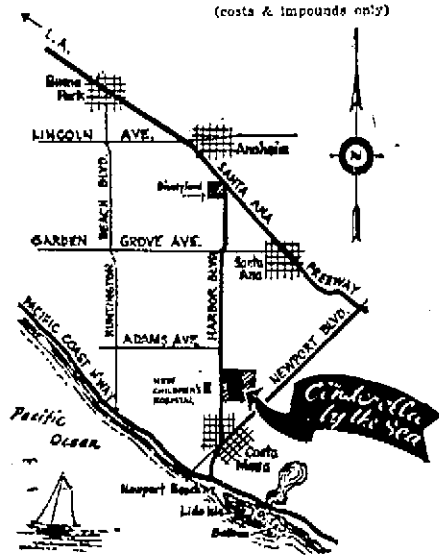 (costs & impounds only)
L.A.
Buena
Park
LINCOLN AVE.
Anaheim
Disneyland
SANTA ANA
FREEWAY
BEACH BLVD.
GARDEN GROVE AVE.
Santa
Ana
HUNTINGTON
HARBOR BLVD.
NEWPORT BLVD.
PACIFIC COAST H'WAY
ADAMS AVE.
NEW
CHILDREN'S
HOSPITAL
Cinderella
by the Sea
N
Pacific
Ocean
Costa
Mesa
Newport Beach
Lido Isle
Balboa